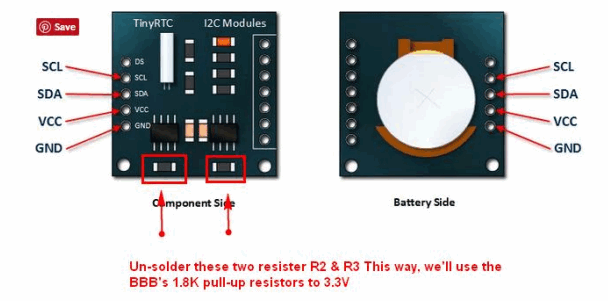 Save
TinyRTC I2C Modules
DS
SCL
SDA
VCC
GND
SCL
SDA
VCC
GND
SCL
SDA
VCC
GND
Component Side
Battery Side
Un-solder these two resister R2 & R3 This way, we'll use the
BBB's 1.8K pull-up resistors to 3.3V